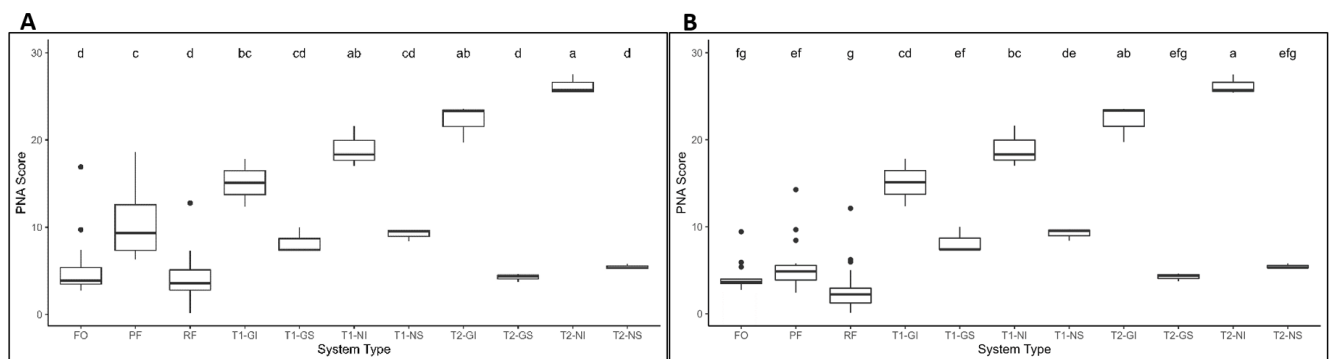 A
d c d bc cd ab cd ab d a d
30
20
10
0
PNA Score
FO PF RF T1-GI T1-GS T1-NI T1-NS T2-GI T2-GS T2-NI T2-NS
System Type
B
fg ef g cd ef bc de ab efg a efg
30
20
10
0
PNA Score
FO PF RF T1-GI T1-GS T1-NI T1-NS T2-GI T2-GS T2-NI T2-NS
System Type